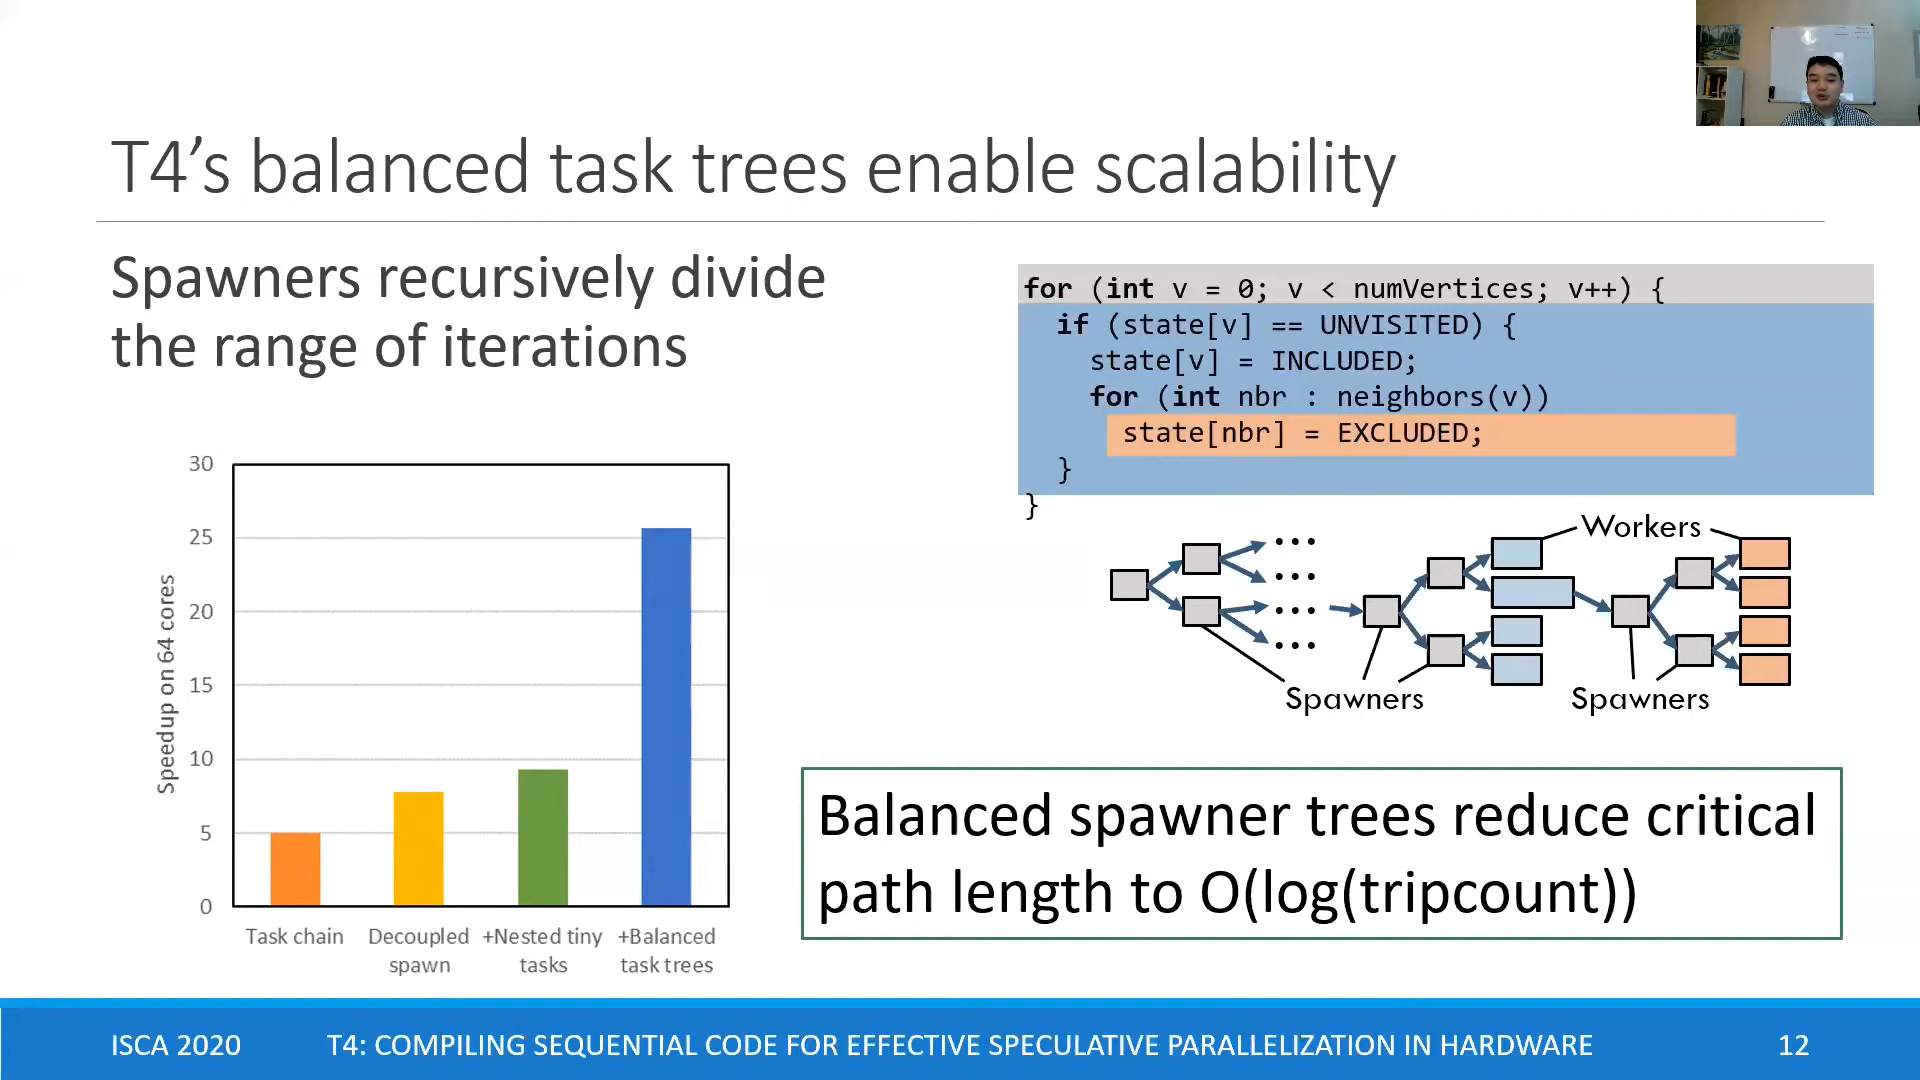 T4’s balanced task trees enable scalability
Spawners recursively divide
the range of iterations
for (int v = 0; v < numVertices; v++) {
if (state[v] == UNVISITED) {
state[v] = INCLUDED;
for (int nbr : neighbors(v))
state[nbr] = EXCLUDED;
}
}
Workers
Spawners
Spawners
Speedup on 64 cores
30
25
20
15
10
5
0
Task chain
Decoupled
spawn
+Nested tiny
tasks
+Balanced
task trees
Balanced spawner trees reduce critical
path length to O(log(tripcount))
ISCA 2020
T4: COMPILING SEQUENTIAL CODE FOR EFFECTIVE SPECULATIVE PARALLELIZATION IN HARDWARE
12